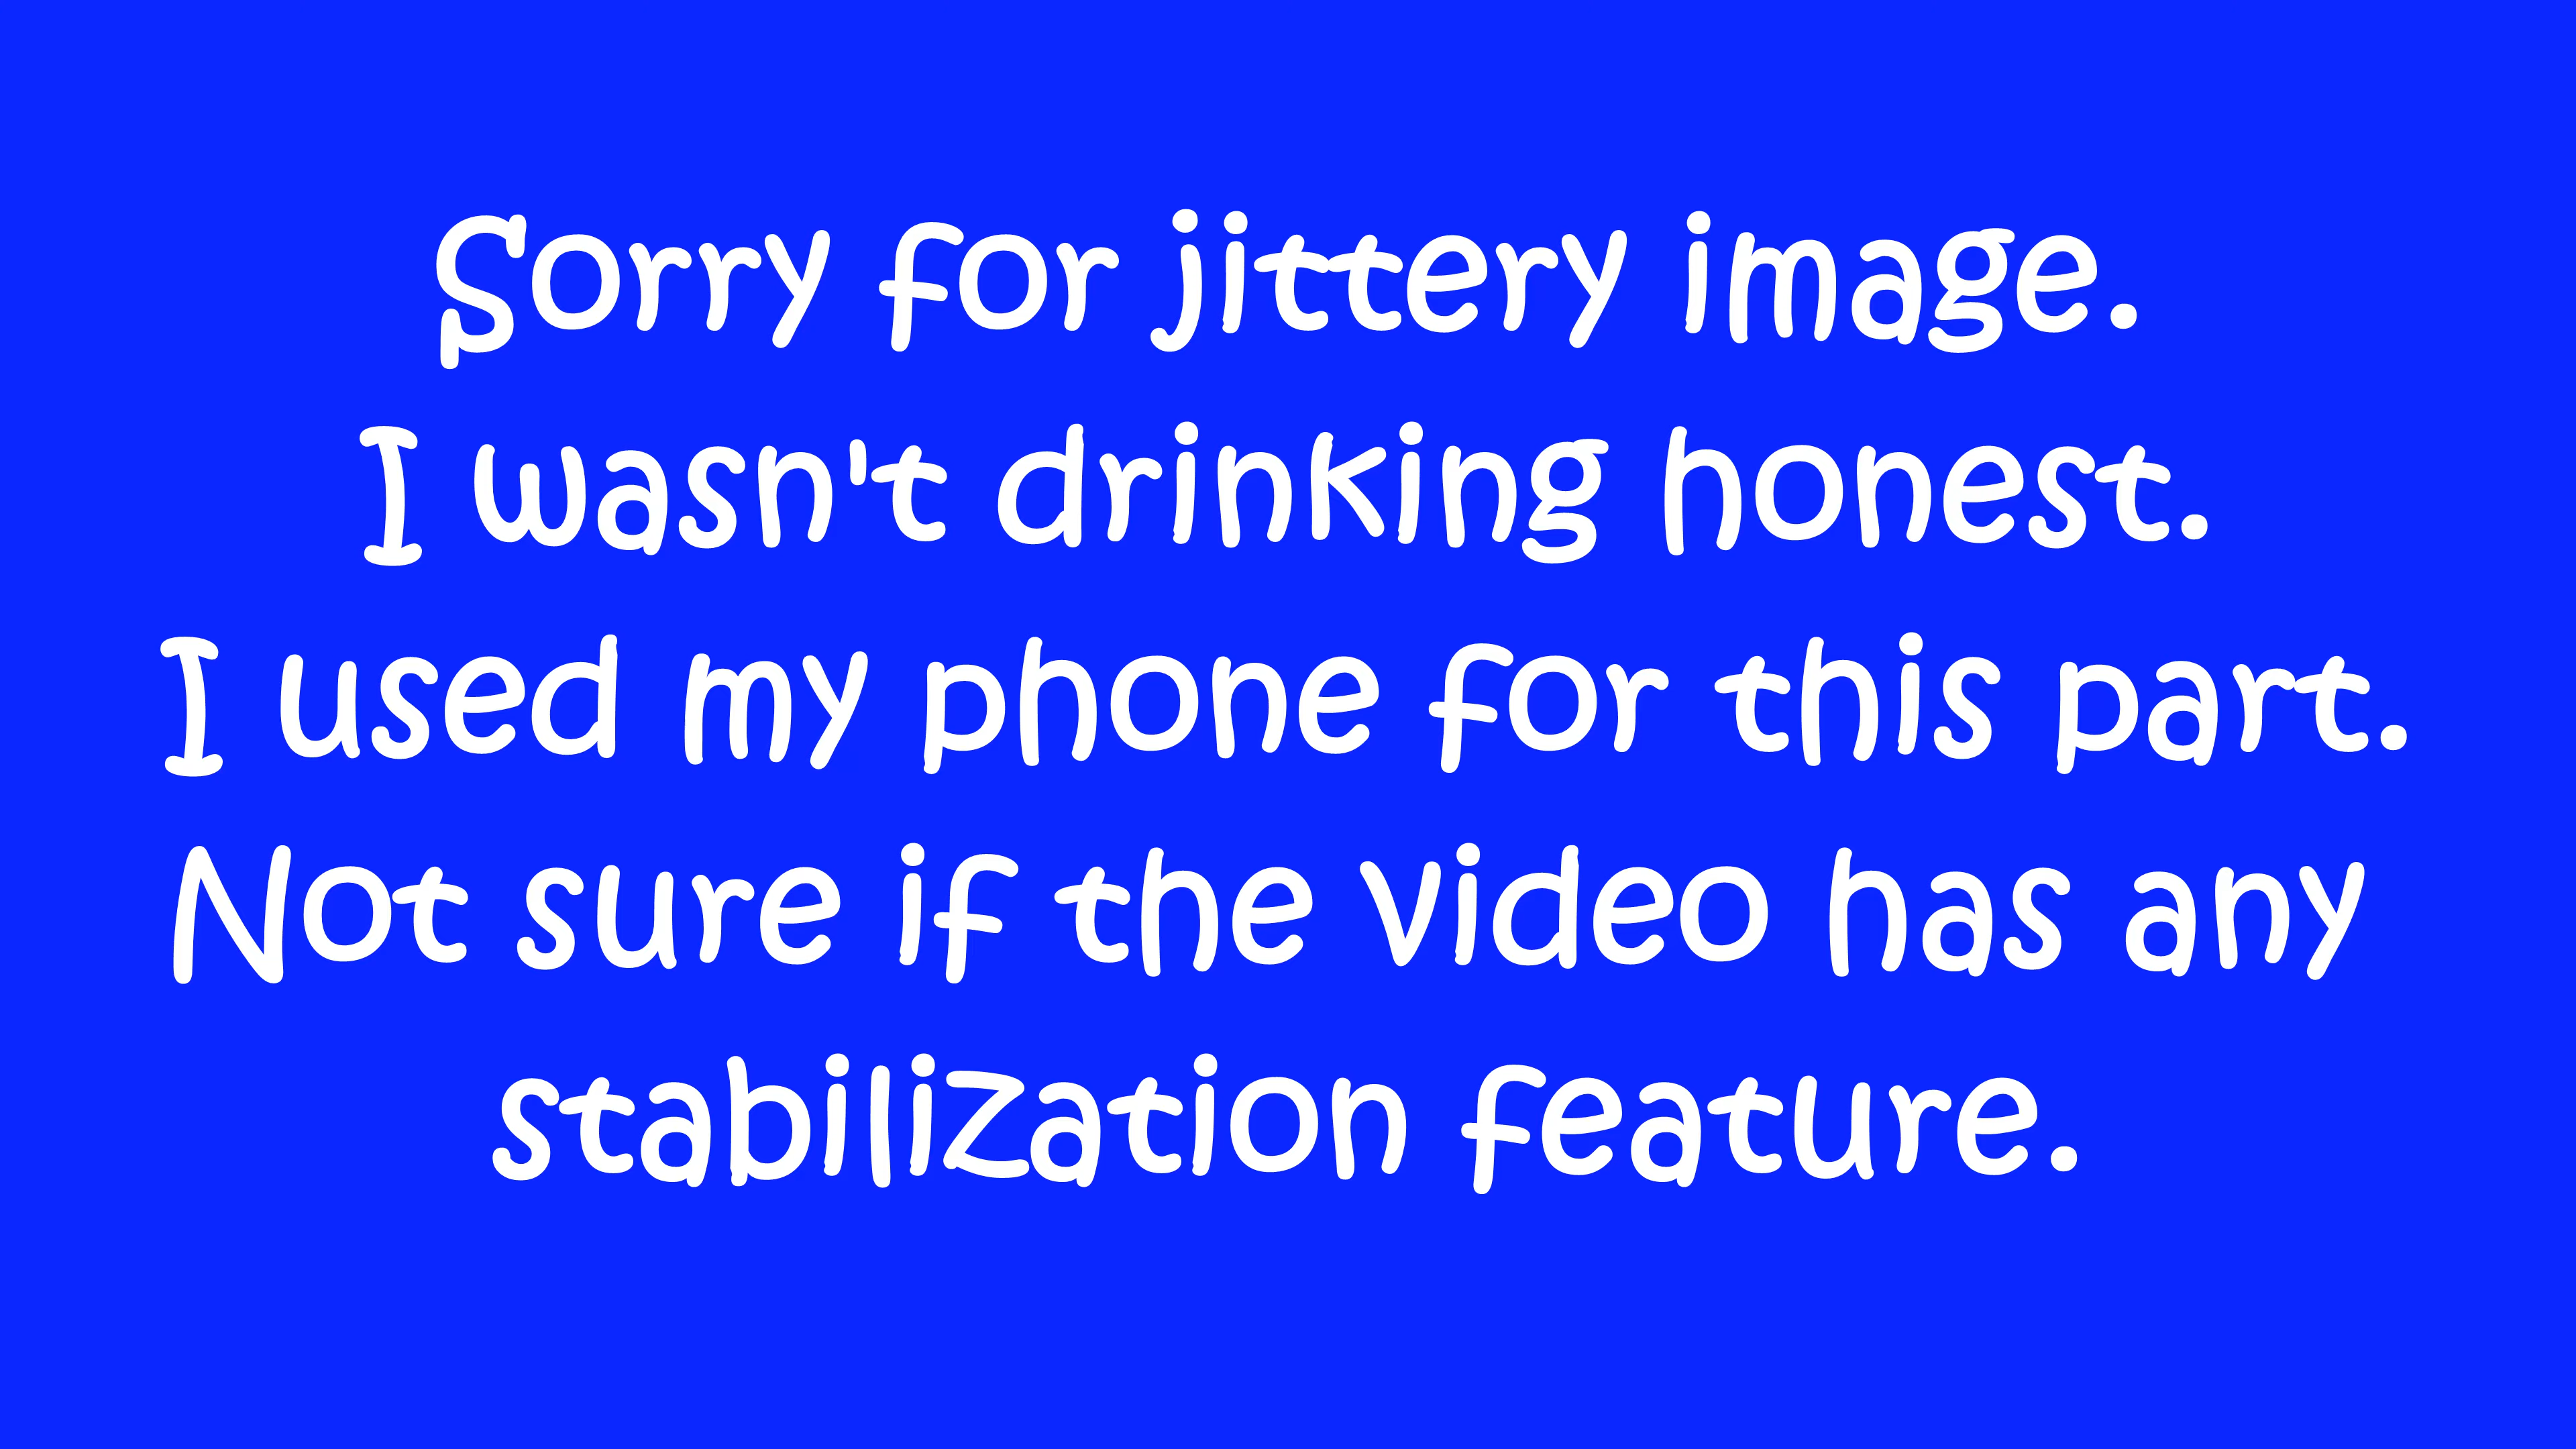 Sorry for jittery image.
I wasn't drinking honest.
I used my phone for this part.
Not sure if the video has any
stabilization feature.